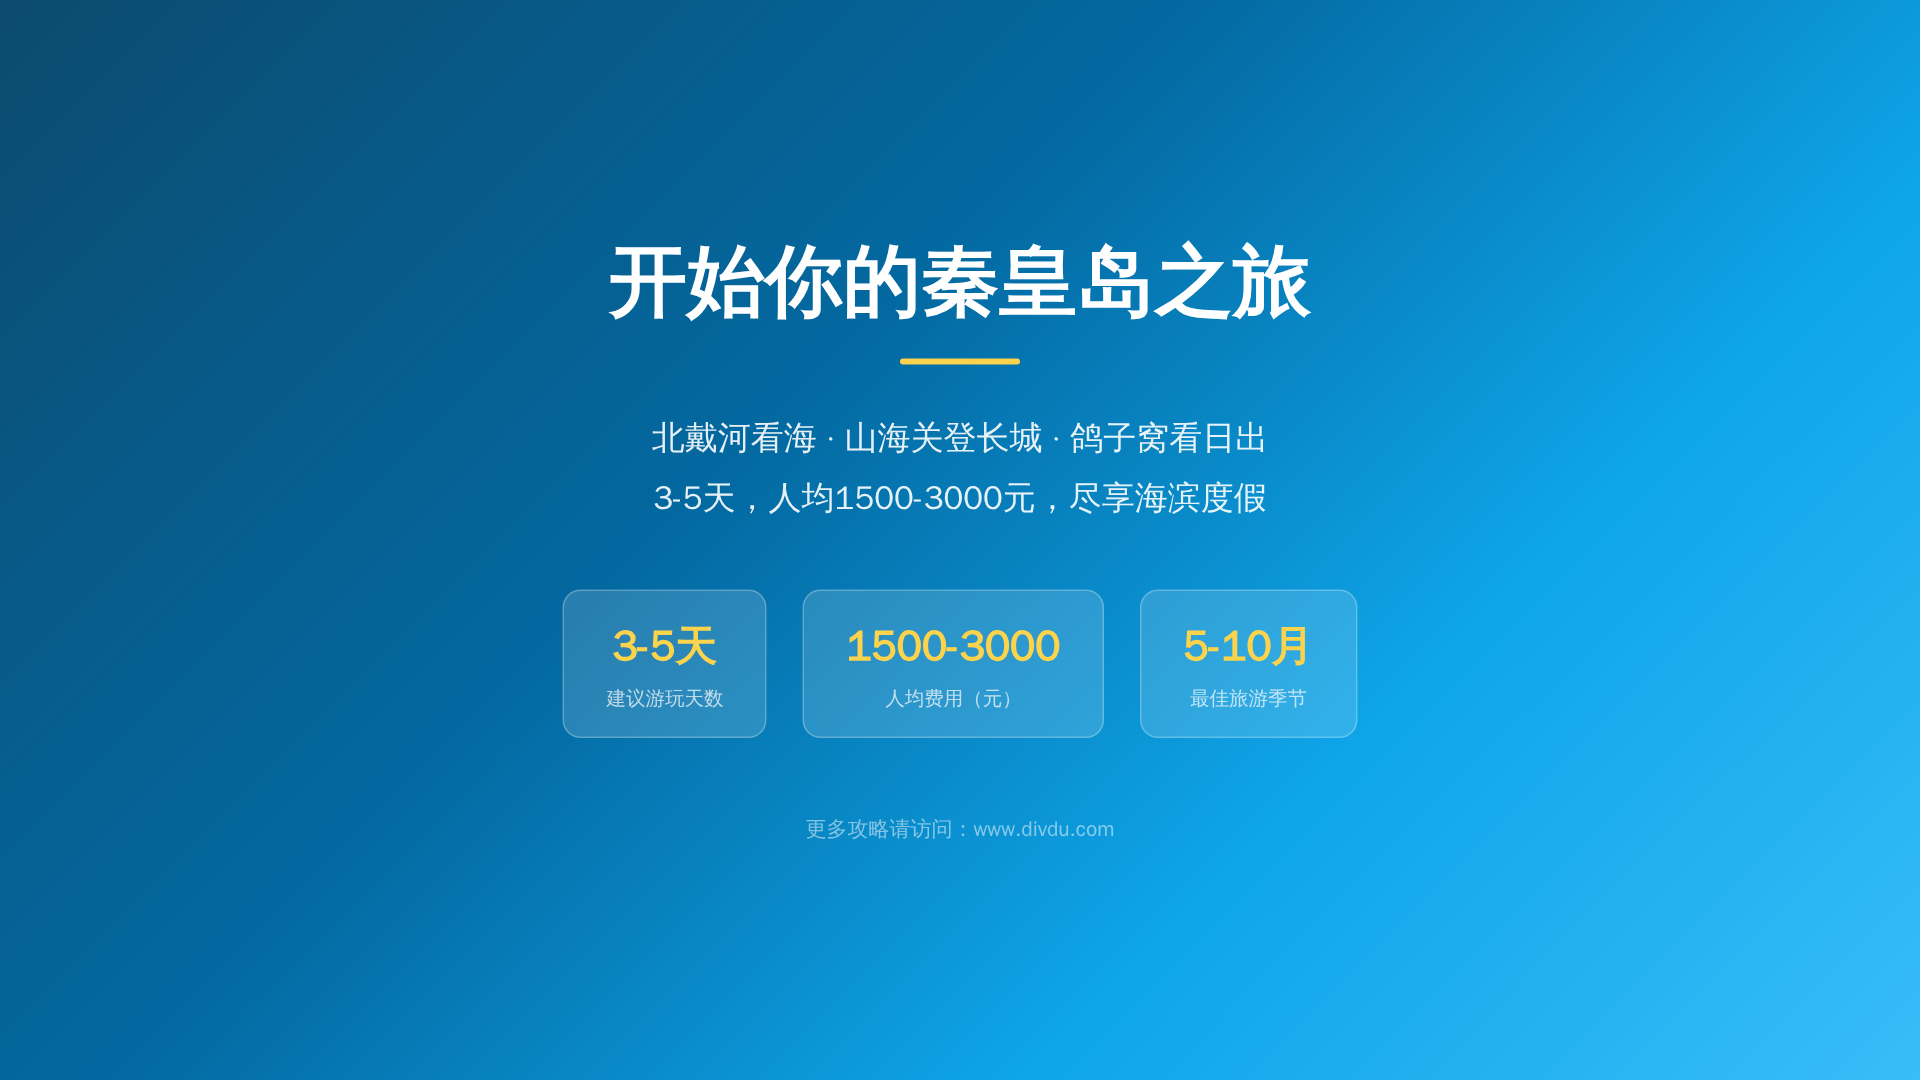 开始你的秦皇岛之旅
北戴河看海 · 山海关登长城 · 鸽子窝看日出
3-5天，人均1500-3000元，尽享海滨度假
3-5天
建议游玩天数
1500-3000
人均费用（元）
5-10月
最佳旅游季节
更多攻略请访问：www.divdu.com